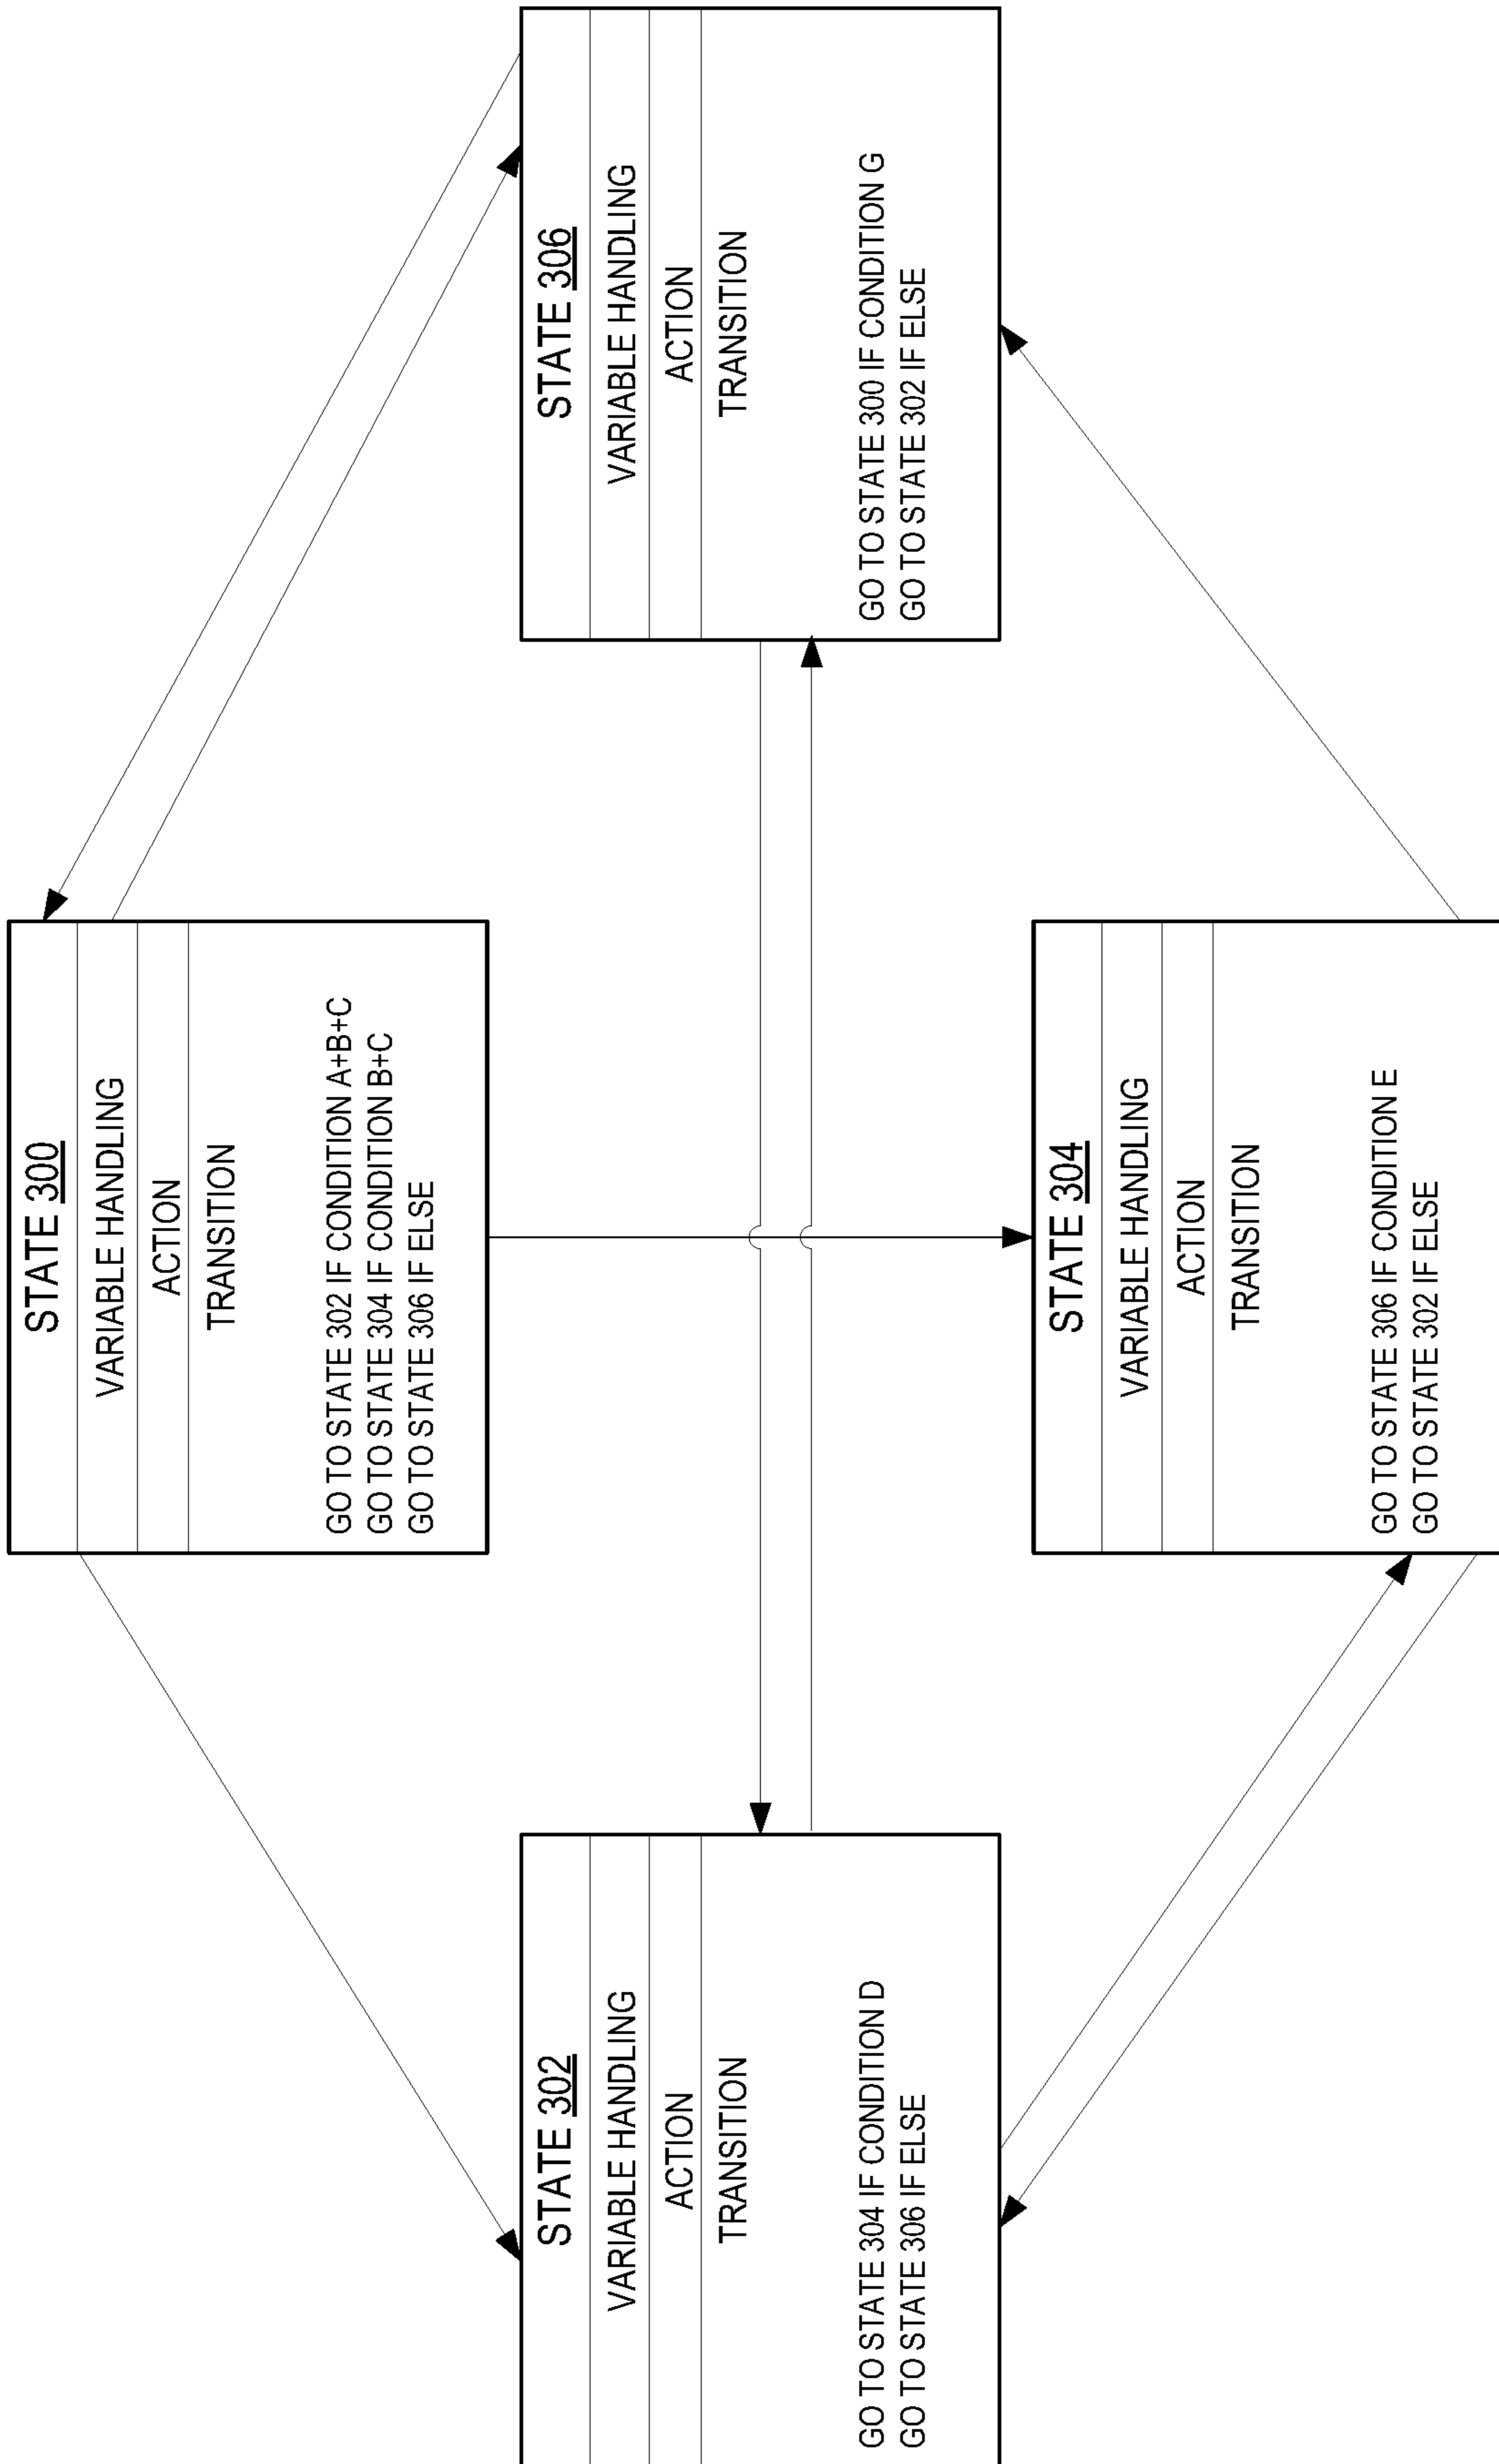 STATE 300
VARIABLE HANDLING
ACTION
TRANSITION
GO TO STATE 302 IF CONDITION A+B+C
GO TO STATE 304 IF CONDITION B+C
GO TO STATE 306 IF ELSE
STATE 302
VARIABLE HANDLING
ACTION
TRANSITION
GO TO STATE 304 IF CONDITION D
GO TO STATE 306 IF ELSE
STATE 306
VARIABLE HANDLING
ACTION
TRANSITION
GO TO STATE 300 IF CONDITION G
GO TO STATE 302 IF ELSE
STATE 304
VARIABLE HANDLING
ACTION
TRANSITION
GO TO STATE 306 IF CONDITION E
GO TO STATE 302 IF ELSE